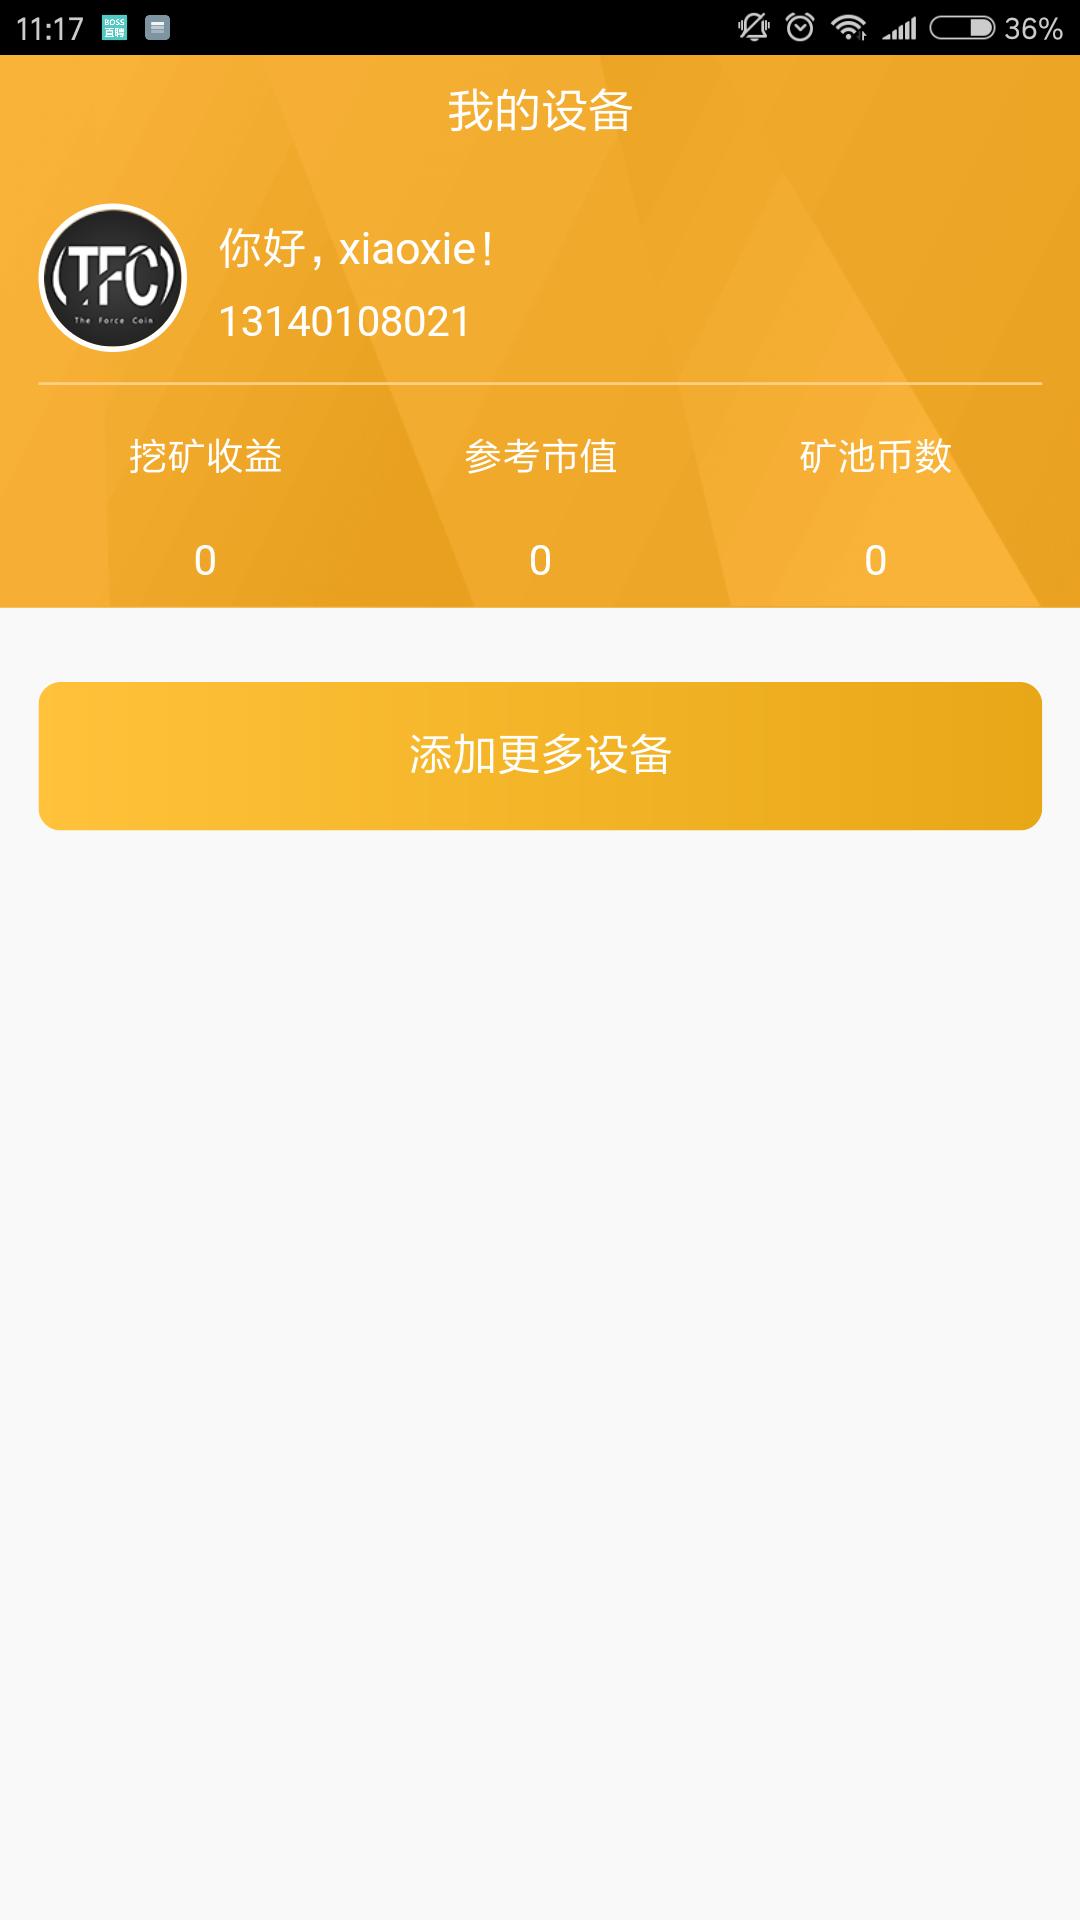 11:17 BOSS直聘 36%
我的设备
TFC
The Force Coin
你好，xiaoxie！
13140108021
挖矿收益 参考市值 矿池币数
0 0 0
添加更多设备